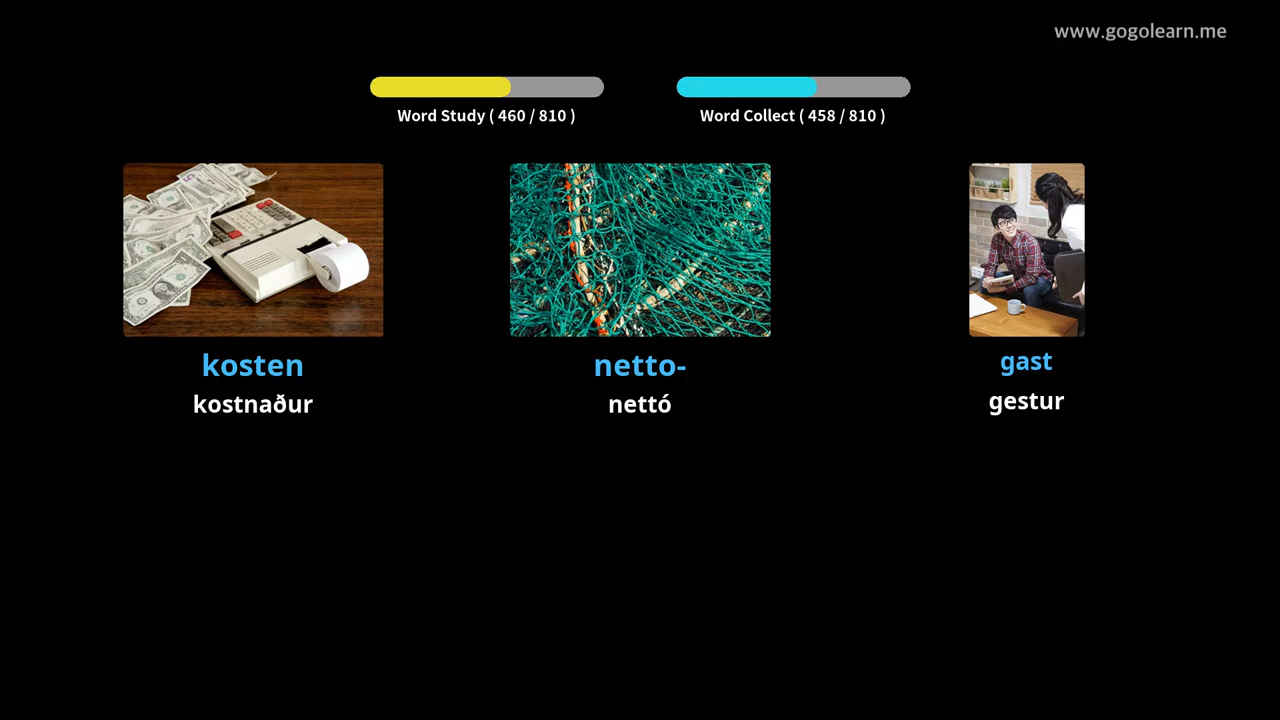 www.gogolearn.me
Word Study ( 460 / 810 )
Word Collect ( 458 / 810 )
kosten
kostnaður
netto-
nettó
gast
gestur